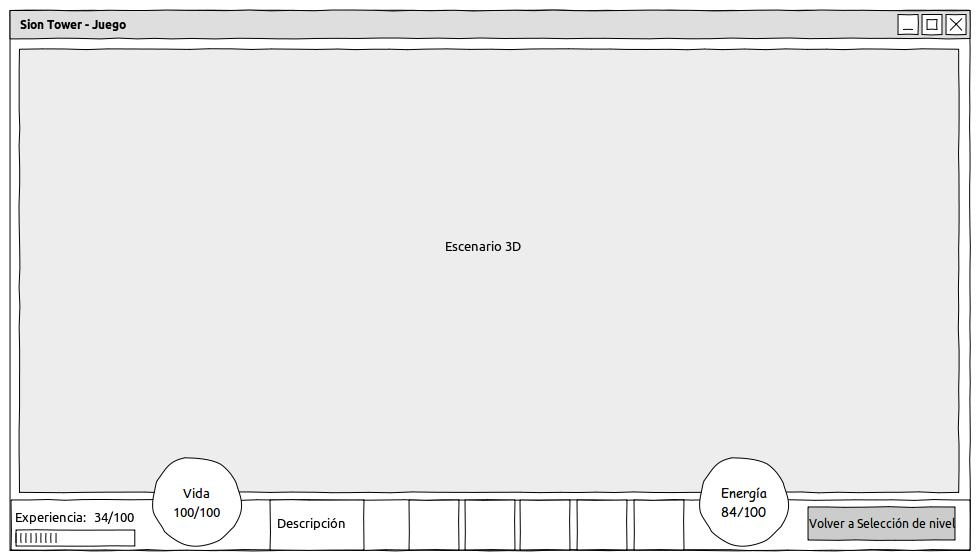 Sion Tower - Juego
Escenario 3D
Vida
100/100
Energía
84/100
Experiencia: 34/100
Descripción
Volver a Selección de nivel